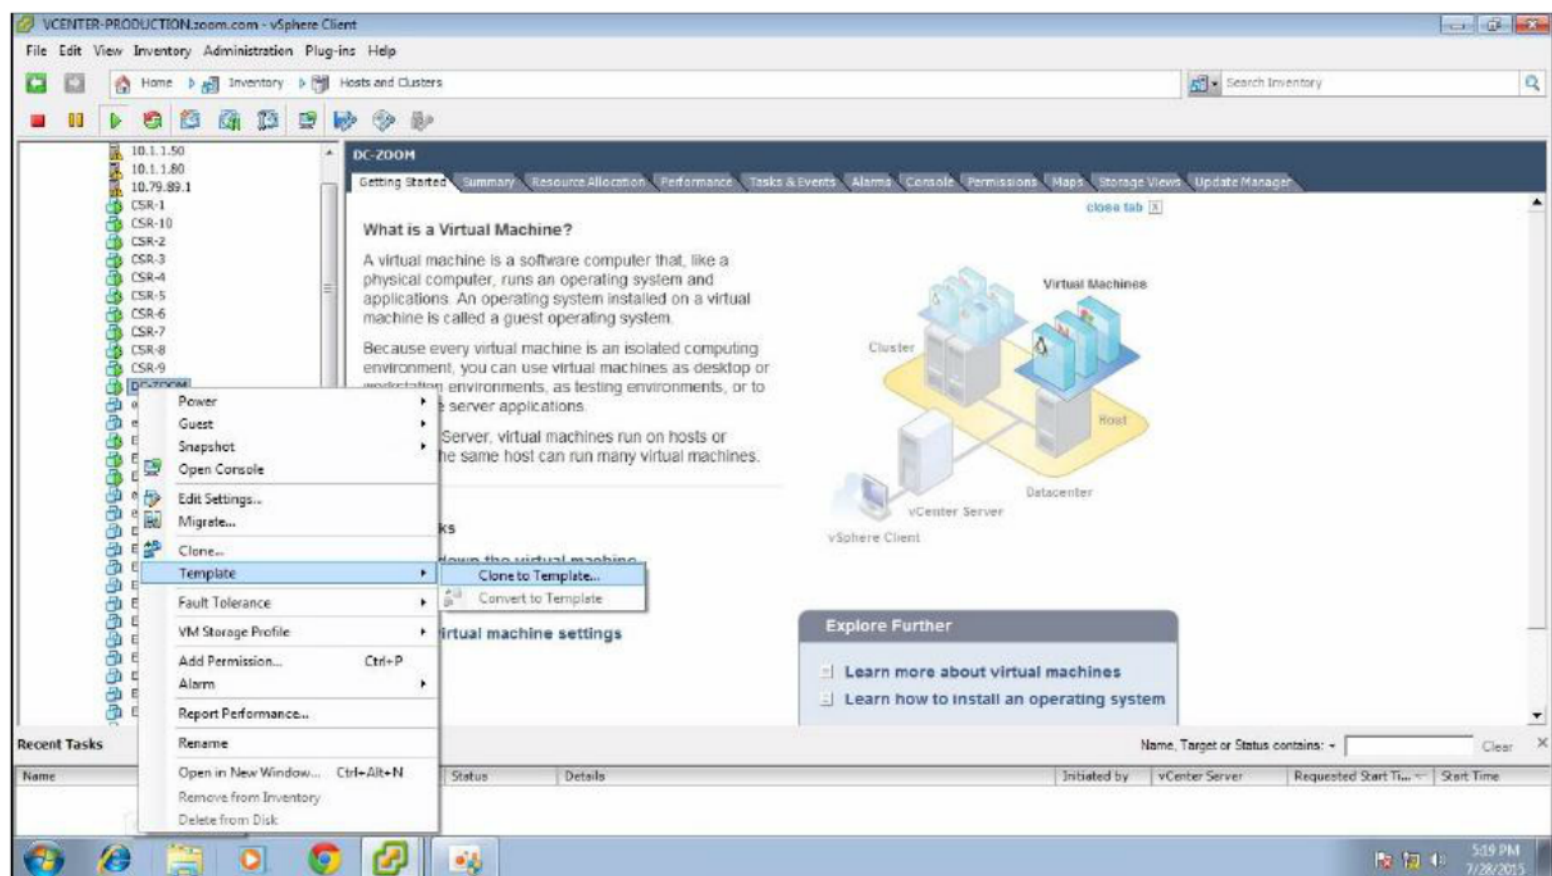 VCENTER-PRODUCTION.zoom.com - vSphere Client
File Edit View Inventory Administration Plug-ins Help
Home Inventory Hosts and Clusters
Search Inventory
10.1.1.50
10.1.1.80
10.79.89.1
CSR-1
CSR-10
CSR-2
CSR-3
CSR-4
CSR-5
CSR-6
CSR-7
CSR-8
CSR-9
DC-ZOOM
DC-ZOOM
Getting Started Summary Resource Allocation Performance Tasks & Events Alarms Console Permissions Maps Storage Views Update Manager
close tab X
What is a Virtual Machine?
A virtual machine is a software computer that, like a
physical computer, runs an operating system and
applications. An operating system installed on a virtual
machine is called a guest operating system.
Because every virtual machine is an isolated computing
environment, you can use virtual machines as desktop or
workstation environments, as testing environments, or to
server applications.
Server, virtual machines run on hosts or
he same host can run many virtual machines.
ks
down the virtual machine
irtual machine settings
Virtual Machines
Cluster
Host
Datacenter
vCenter Server
vSphere Client
Explore Further
Learn more about virtual machines
Learn how to install an operating system
Power
Guest
Snapshot
Open Console
Edit Settings...
Migrate...
Clone...
Template
Fault Tolerance
VM Storage Profile
Add Permission... Ctrl+P
Alarm
Report Performance...
Rename
Open in New Window... Ctrl+Alt+N
Remove from Inventory
Delete from Disk
Clone to Template...
Convert to Template
Recent Tasks
Name, Target or Status contains: Clear
Name Status Details Initiated by vCenter Server Requested Start Ti... Start Time
5:19 PM
7/28/2015